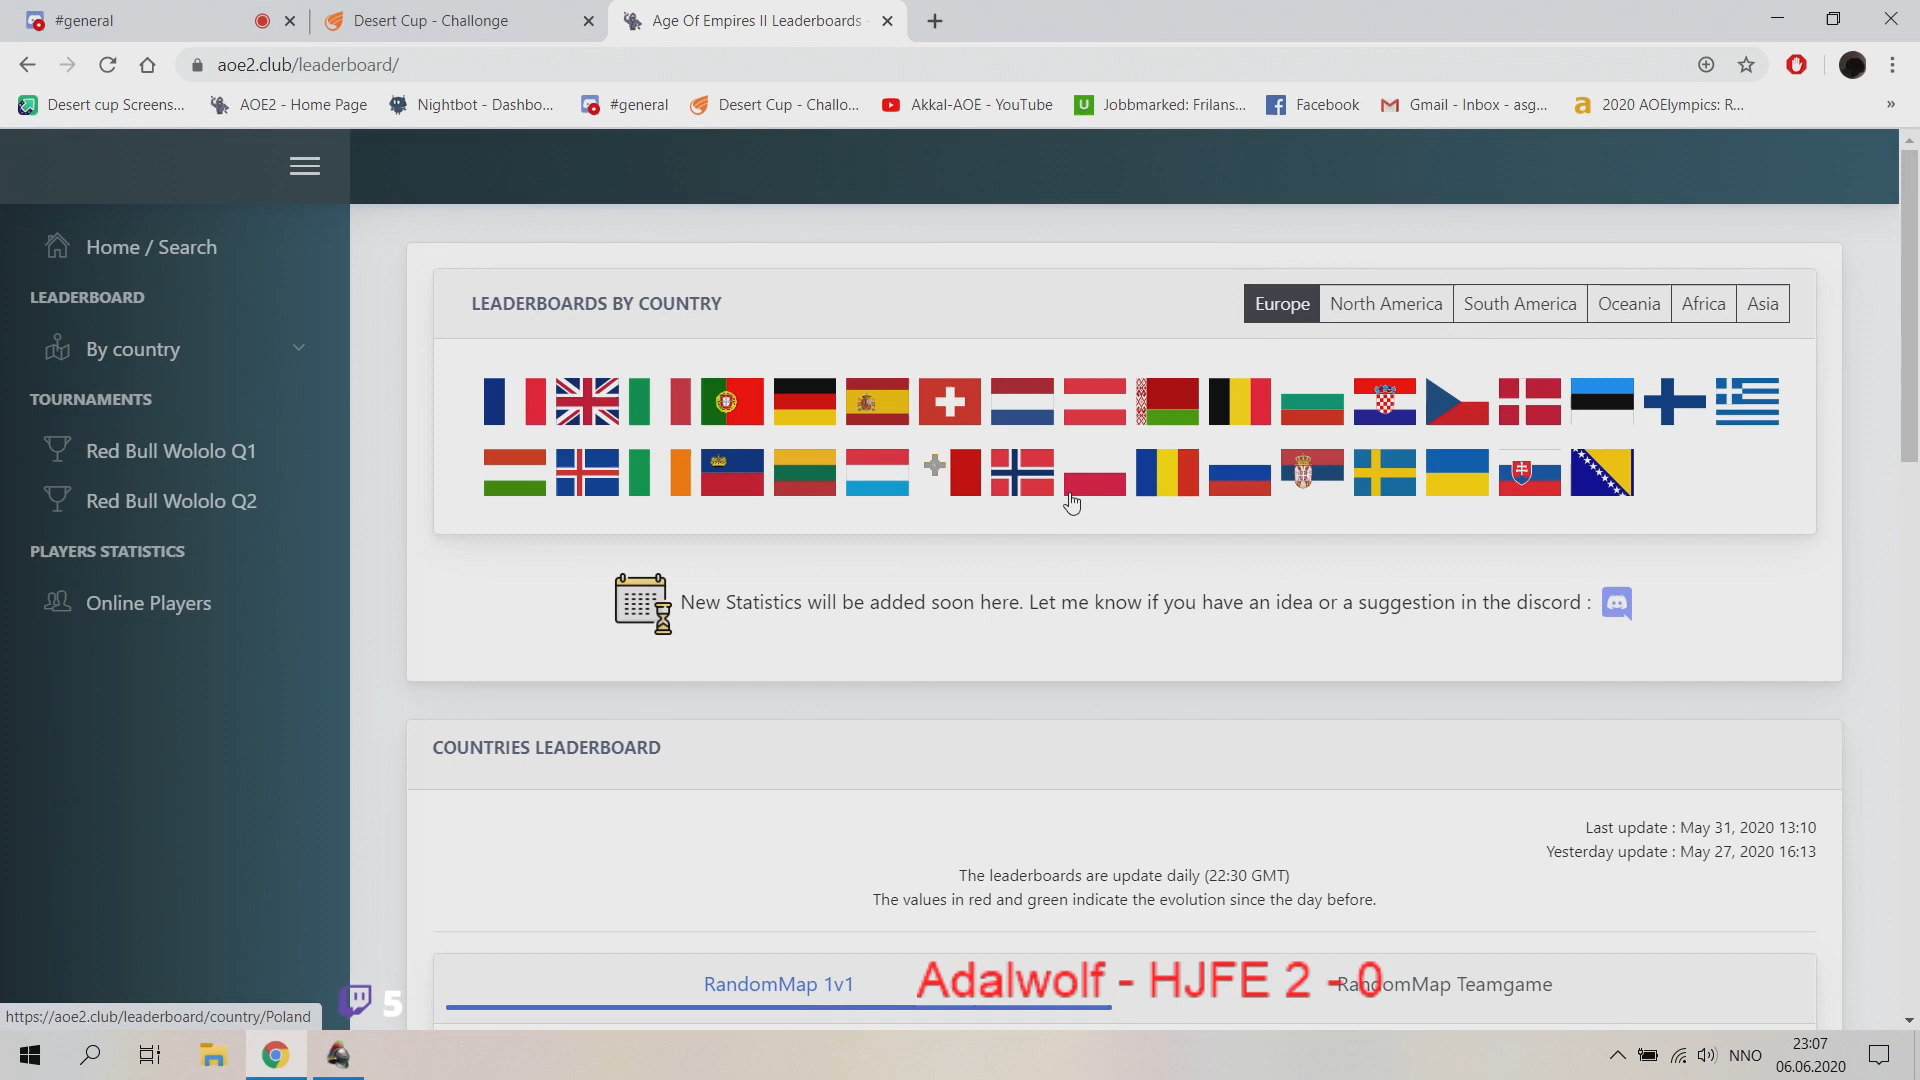 #general
Desert Cup - Challonge
Age Of Empires II Leaderboards -
aoe2.club/leaderboard/
Desert cup Screens...
AOE2 - Home Page
Nightbot - Dashbo...
#general
Desert Cup - Challo...
Akkal-AOE - YouTube
Jobbmarked: Frilans...
Facebook
Gmail - Inbox - asg...
2020 AOElympics: R...
»
Home / Search
LEADERBOARD
By country
TOURNAMENTS
Red Bull Wololo Q1
Red Bull Wololo Q2
PLAYERS STATISTICS
Online Players
LEADERBOARDS BY COUNTRY
Europe
North America
South America
Oceania
Africa
Asia
New Statistics will be added soon here. Let me know if you have an idea or a suggestion in the discord :
COUNTRIES LEADERBOARD
Last update : May 31, 2020 13:10
Yesterday update : May 27, 2020 16:13
The leaderboards are update daily (22:30 GMT)
The values in red and green indicate the evolution since the day before.
RandomMap 1v1
Adalwolf - HJFE 2 - 0
RandomMap Teamgame
5
https://aoe2.club/leaderboard/country/Poland
NNO
23:07
06.06.2020